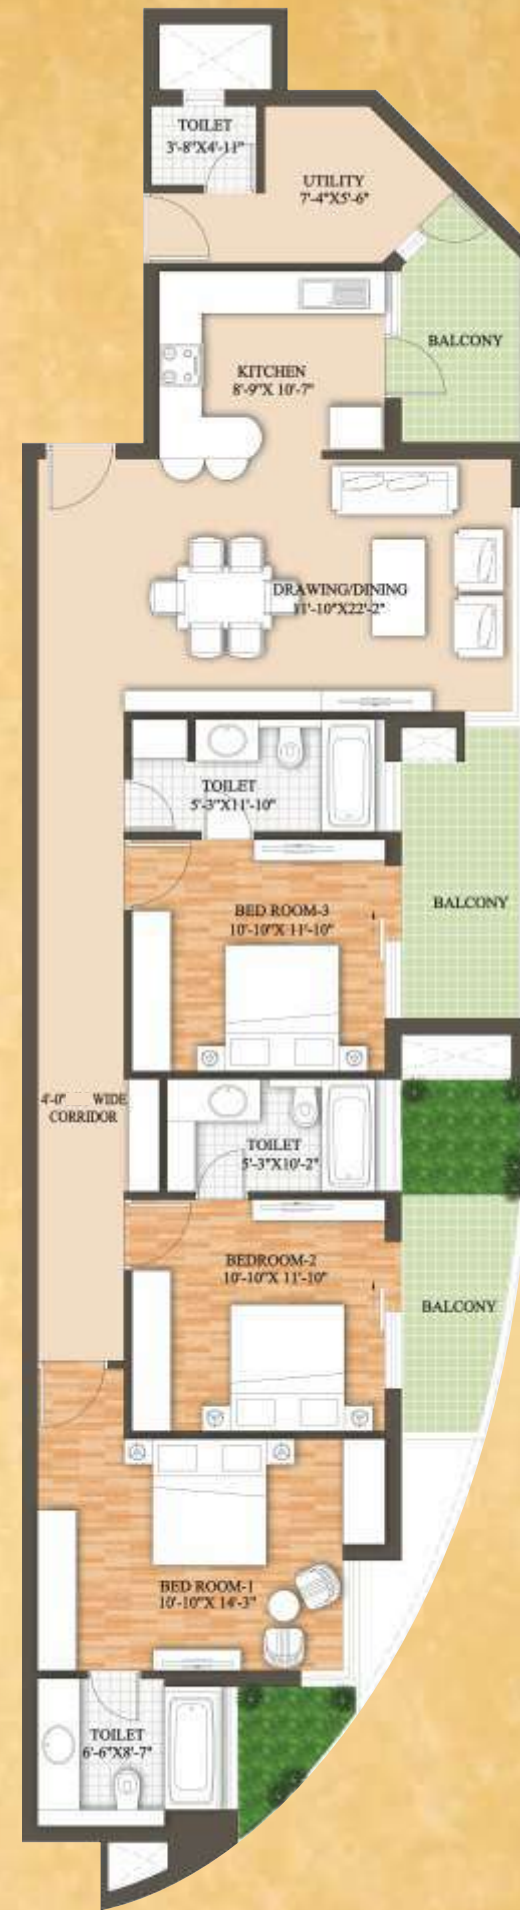 TOILET
3'-8"X4'-11"
UTILITY
7'-4"X5'-6"
BALCONY
KITCHEN
8'-9"X 10'-7"
DRAWING/DINING
11'-10"X22'-2"
TOILET
5'-3"X11'-10"
BALCONY
BED ROOM-3
10'-10"X 11'-10"
4'-0" WIDE
CORRIDOR
TOILET
5'-3"X10'-2"
BEDROOM-2
10'-10"X 11'-10"
BALCONY
BED ROOM-1
10'-10"X 14'-3"
TOILET
6'-6"X8'-7"